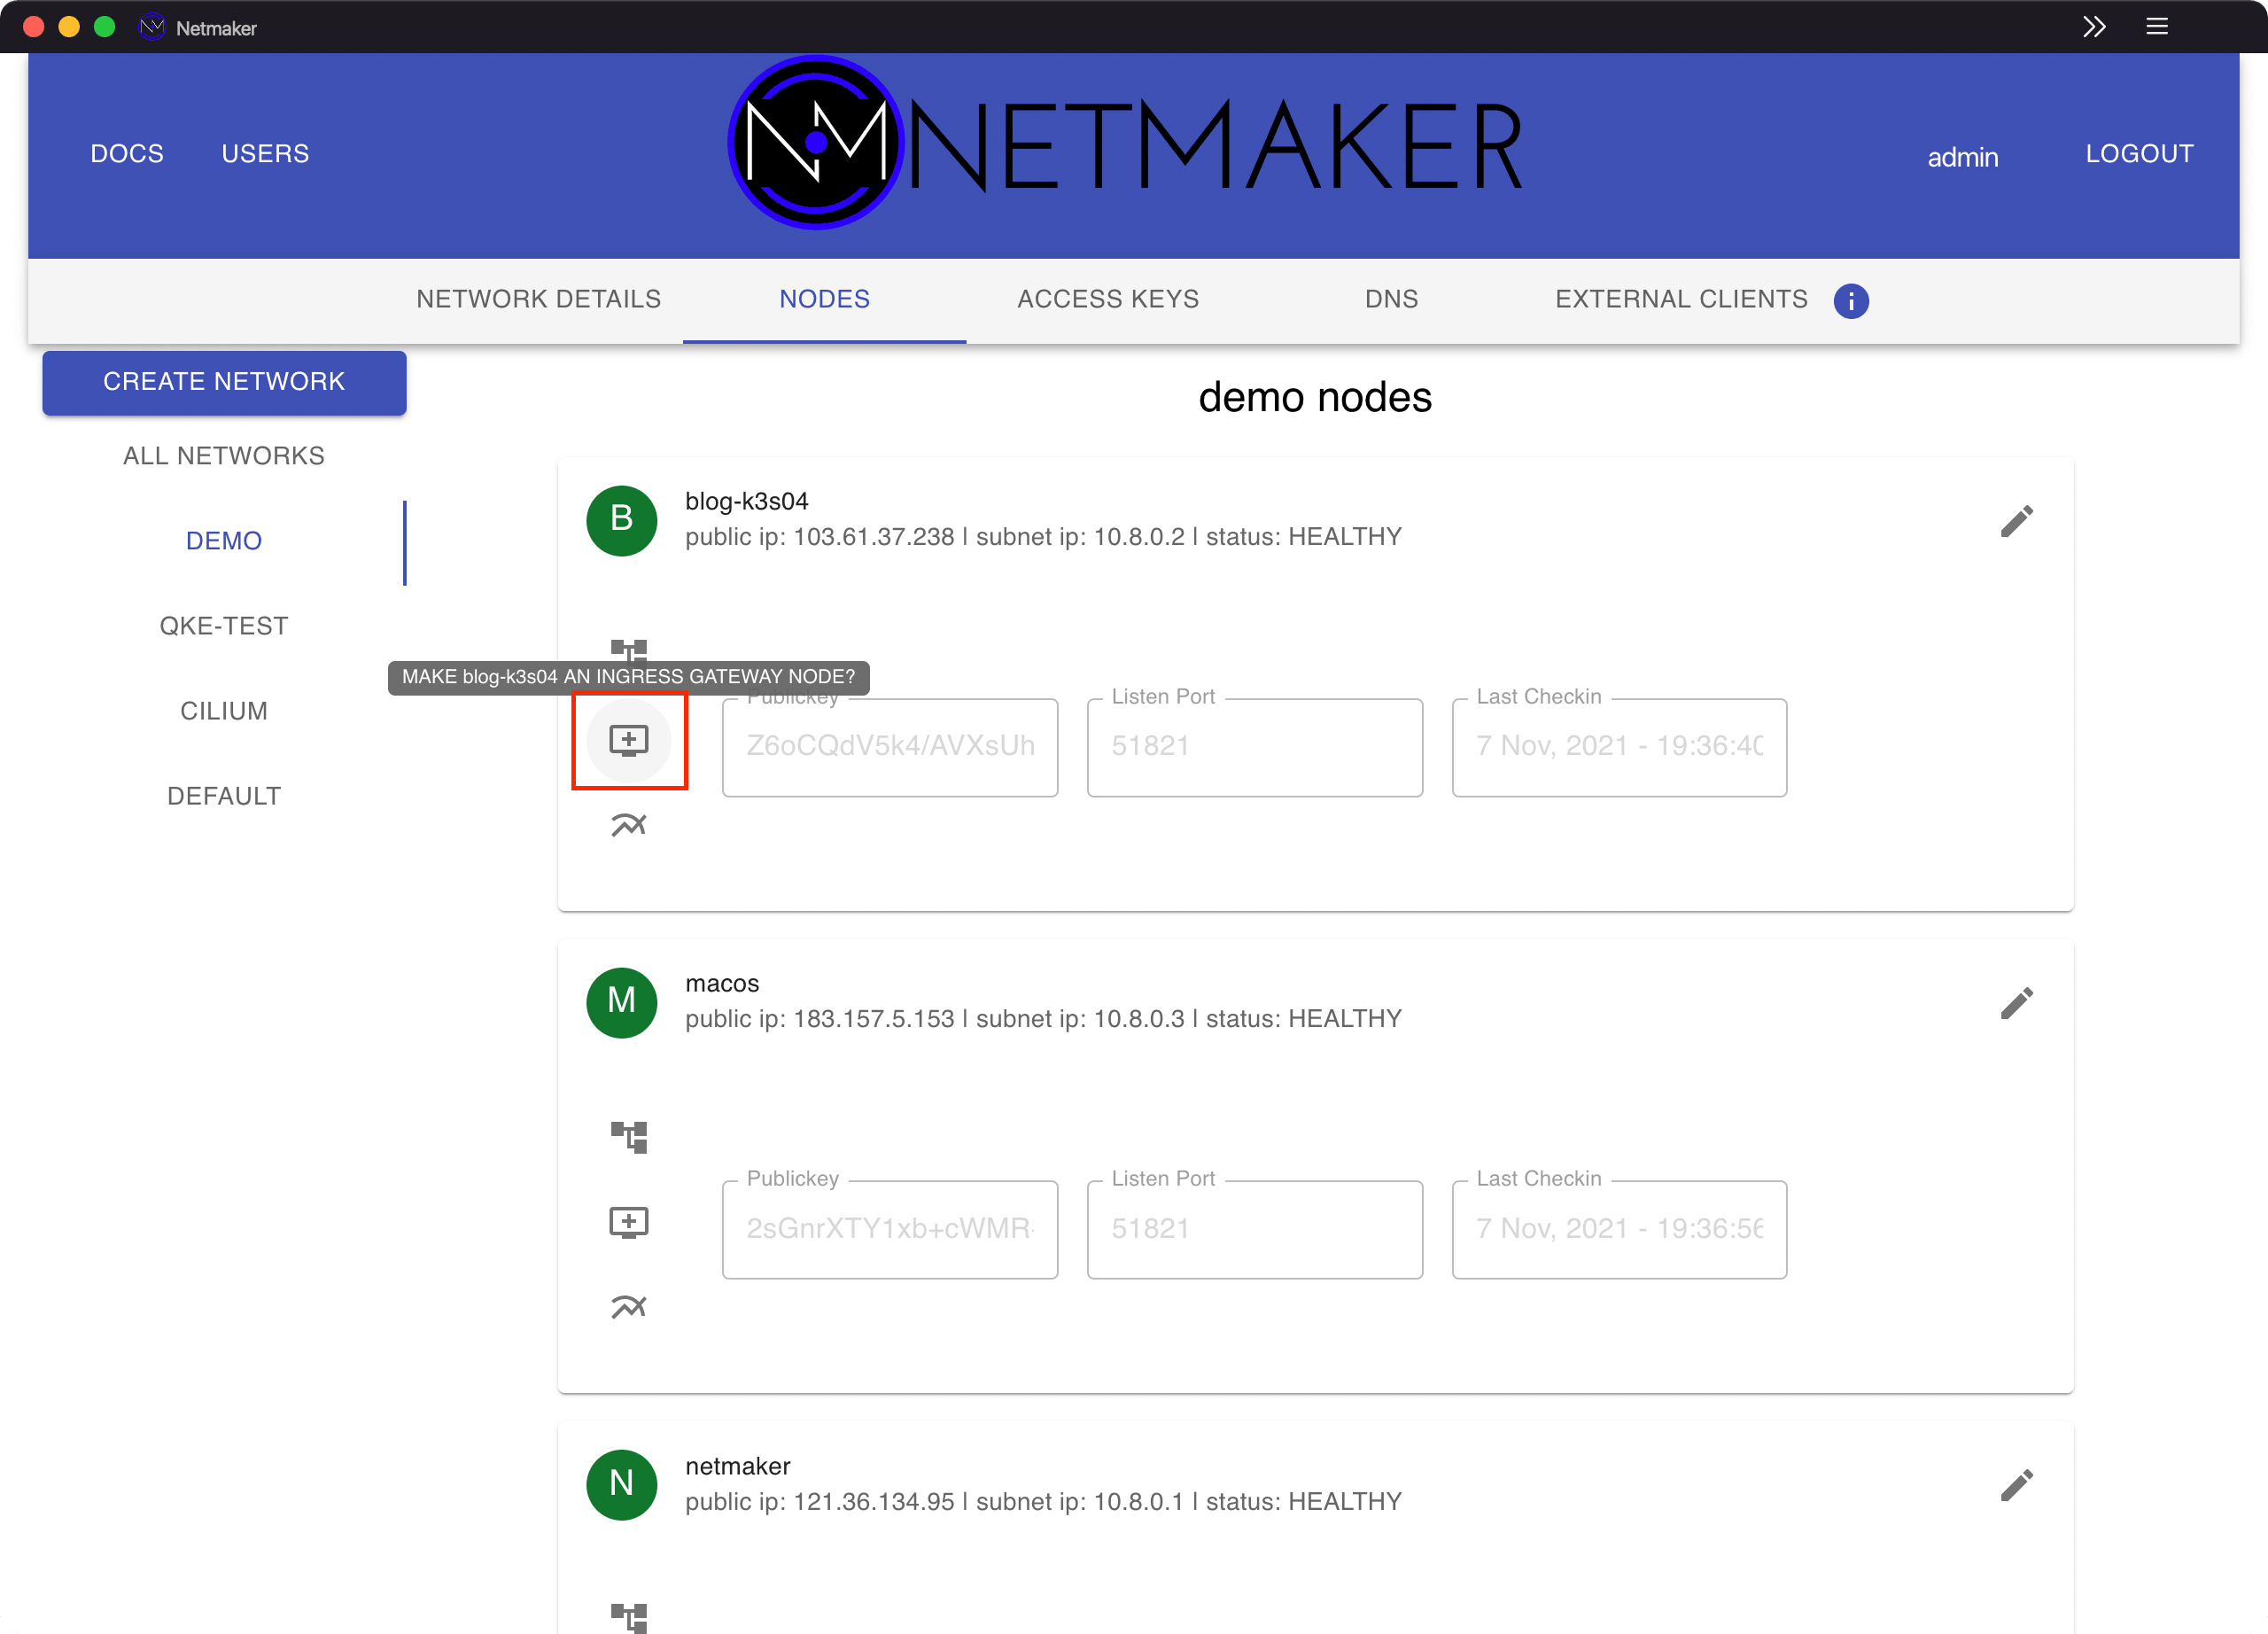 Netmaker
DOCS
USERS
NM
NETMAKER
admin
LOGOUT
NETWORK DETAILS
NODES
ACCESS KEYS
DNS
EXTERNAL CLIENTS
i
CREATE NETWORK
ALL NETWORKS
DEMO
QKE-TEST
CILIUM
DEFAULT
demo nodes
B
blog-k3s04
public ip: 103.61.37.238 | subnet ip: 10.8.0.2 | status: HEALTHY
MAKE blog-k3s04 AN INGRESS GATEWAY NODE?
Publickey
Z6oCQdV5k4/AVXsUh
Listen Port
51821
Last Checkin
7 Nov, 2021 - 19:36:40
M
macos
public ip: 183.157.5.153 | subnet ip: 10.8.0.3 | status: HEALTHY
Publickey
2sGnrXTY1xb+cWMR
Listen Port
51821
Last Checkin
7 Nov, 2021 - 19:36:56
N
netmaker
public ip: 121.36.134.95 | subnet ip: 10.8.0.1 | status: HEALTHY